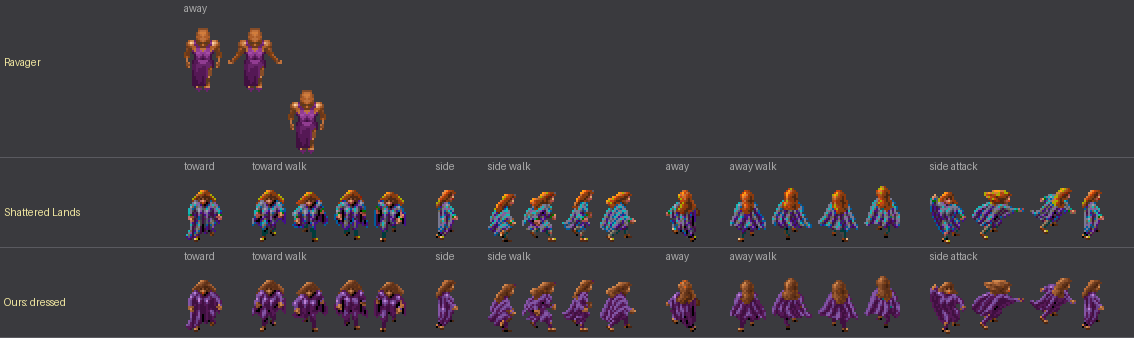 away
Ravager
toward toward walk side side walk away away walk side attack
Shattered Lands
toward toward walk side side walk away away walk side attack
Ours: dressed